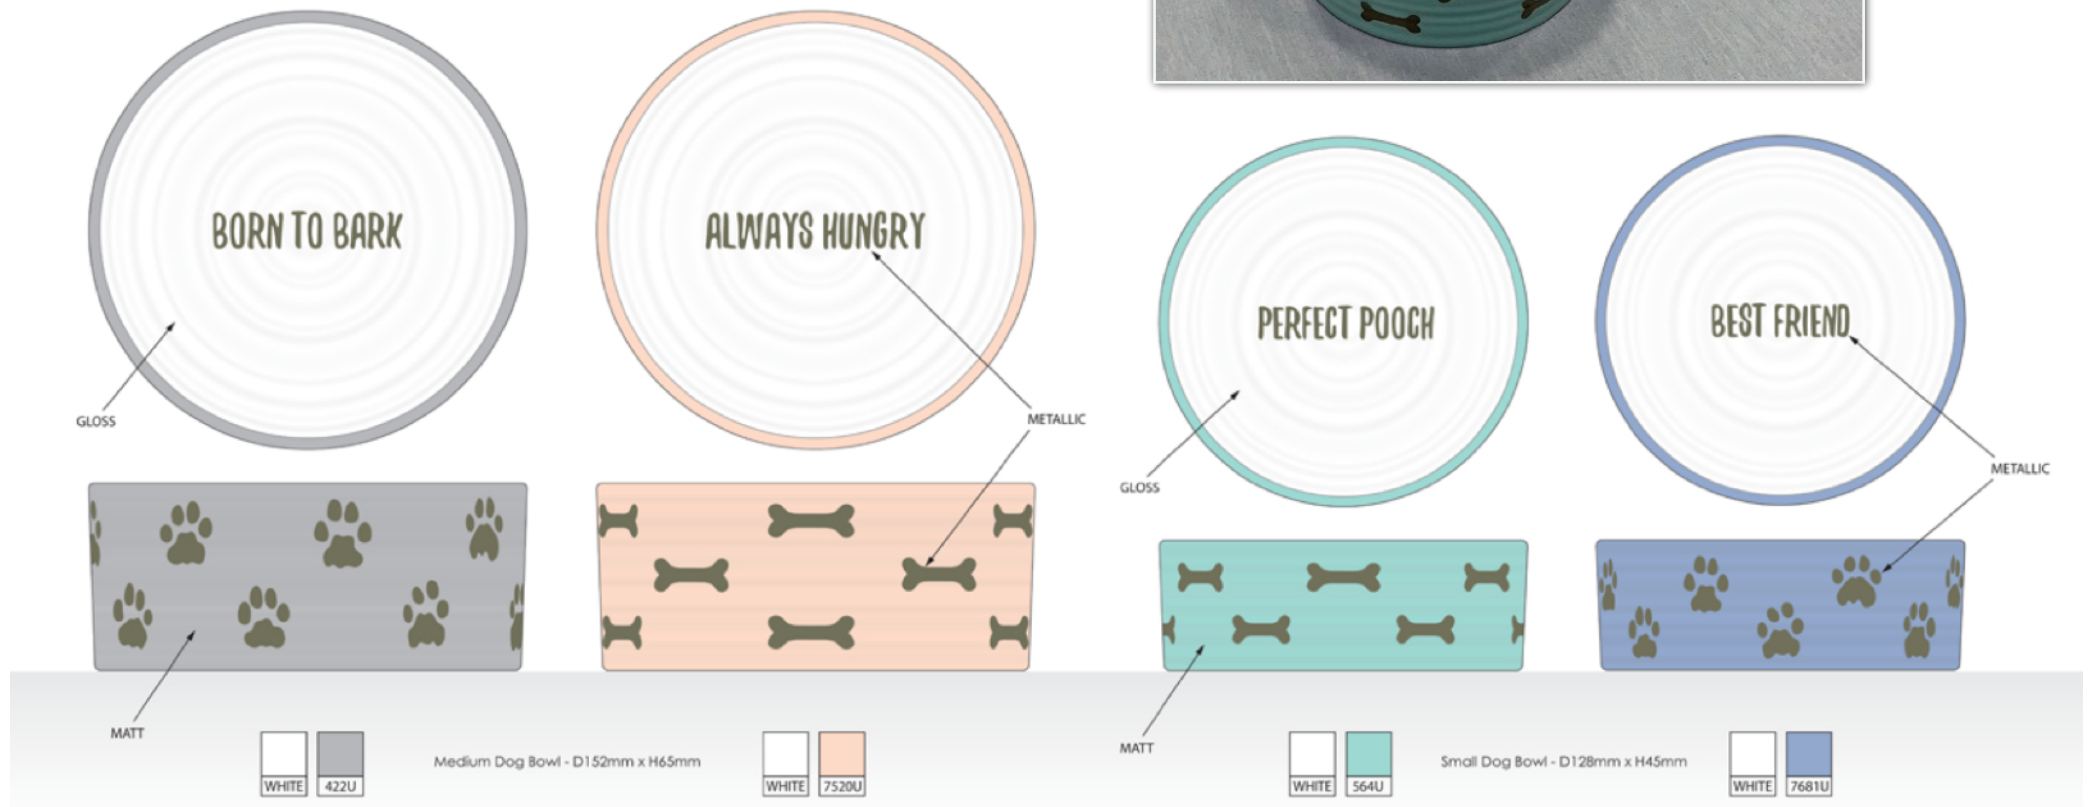 BORN TO BARK
ALWAYS HUNGRY
PERFECT POOCH
BEST FRIEND
GLOSS
METALLIC
GLOSS
METALLIC
MATT
MATT
WHITE 422U
Medium Dog Bowl - D152mm x H65mm
WHITE 7520U
WHITE 564U
Small Dog Bowl - D128mm x H45mm
WHITE 7681U